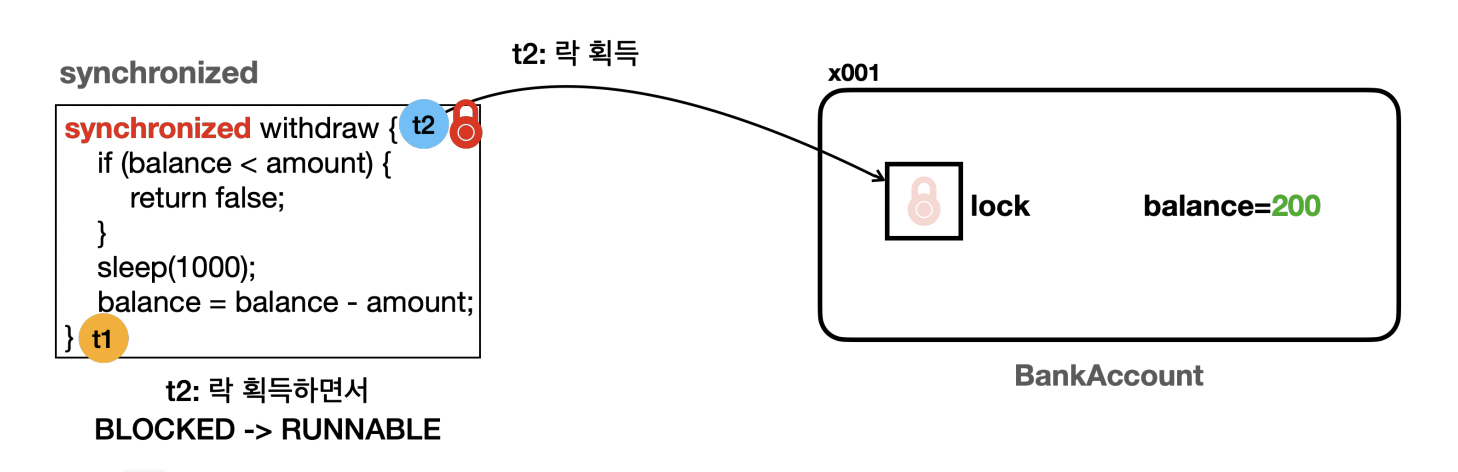 synchronized
synchronized withdraw { t2
if (balance < amount) {
return false;
}
sleep(1000);
balance = balance - amount;
} t1
t2: 락 획득하면서
BLOCKED -> RUNNABLE
t2: 락 획득
x001
lock
balance=200
BankAccount